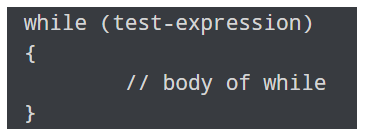 while (test-expression)
{
// body of while
}